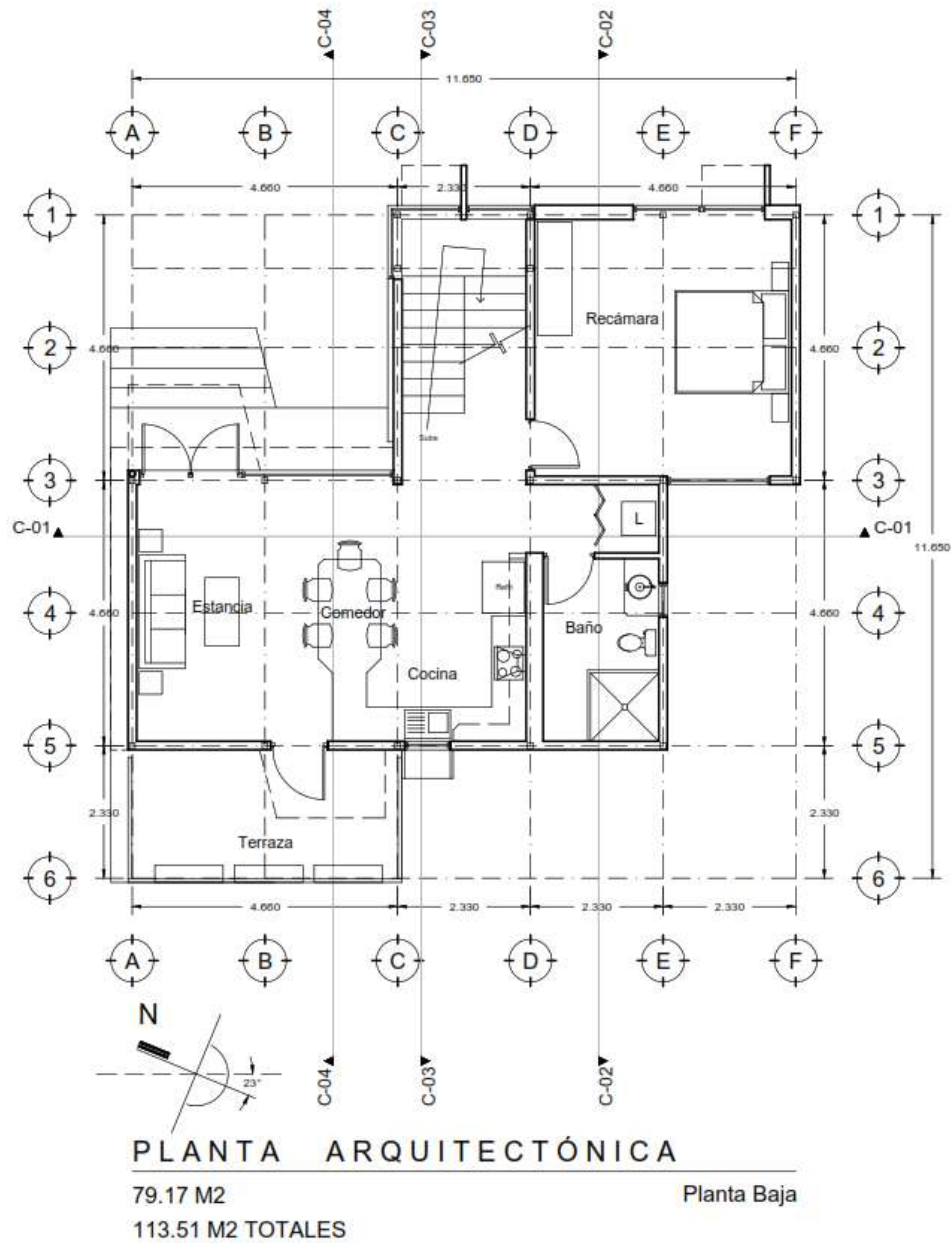 C-04 C-03 C-02
11.650
A B C D E F
4.660 2.330 4.660
1 1
Recámara
2 2
4.660 4.660
Sube
3 3
C-01 L C-01
11.650
Refri
4.660 Estancia Comedor 4.660
4 Baño 4
Cocina
5 5
2.330 2.330
Terraza
6 6
4.660 2.330 2.330 2.330
A B C D E F
N
23°
C-04 C-03 C-02
PLANTA ARQUITECTÓNICA
79.17 M2 Planta Baja
113.51 M2 TOTALES